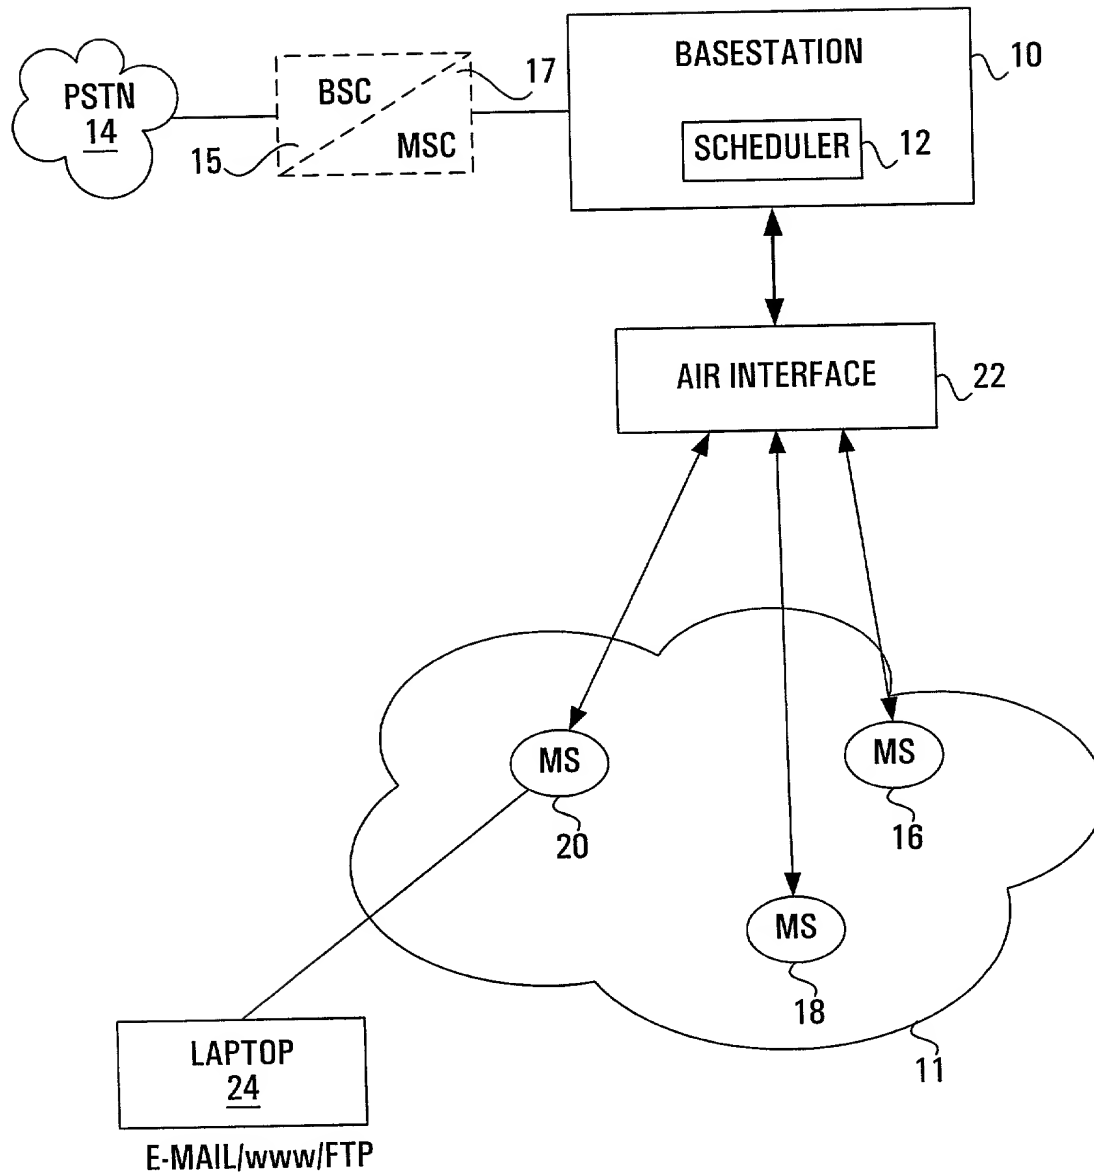 PSTN
14
BSC
17
15
MSC
BASESTATION
10
SCHEDULER
12
AIR INTERFACE
22
MS
20
MS
16
MS
18
11
LAPTOP
24
E-MAIL/www/FTP